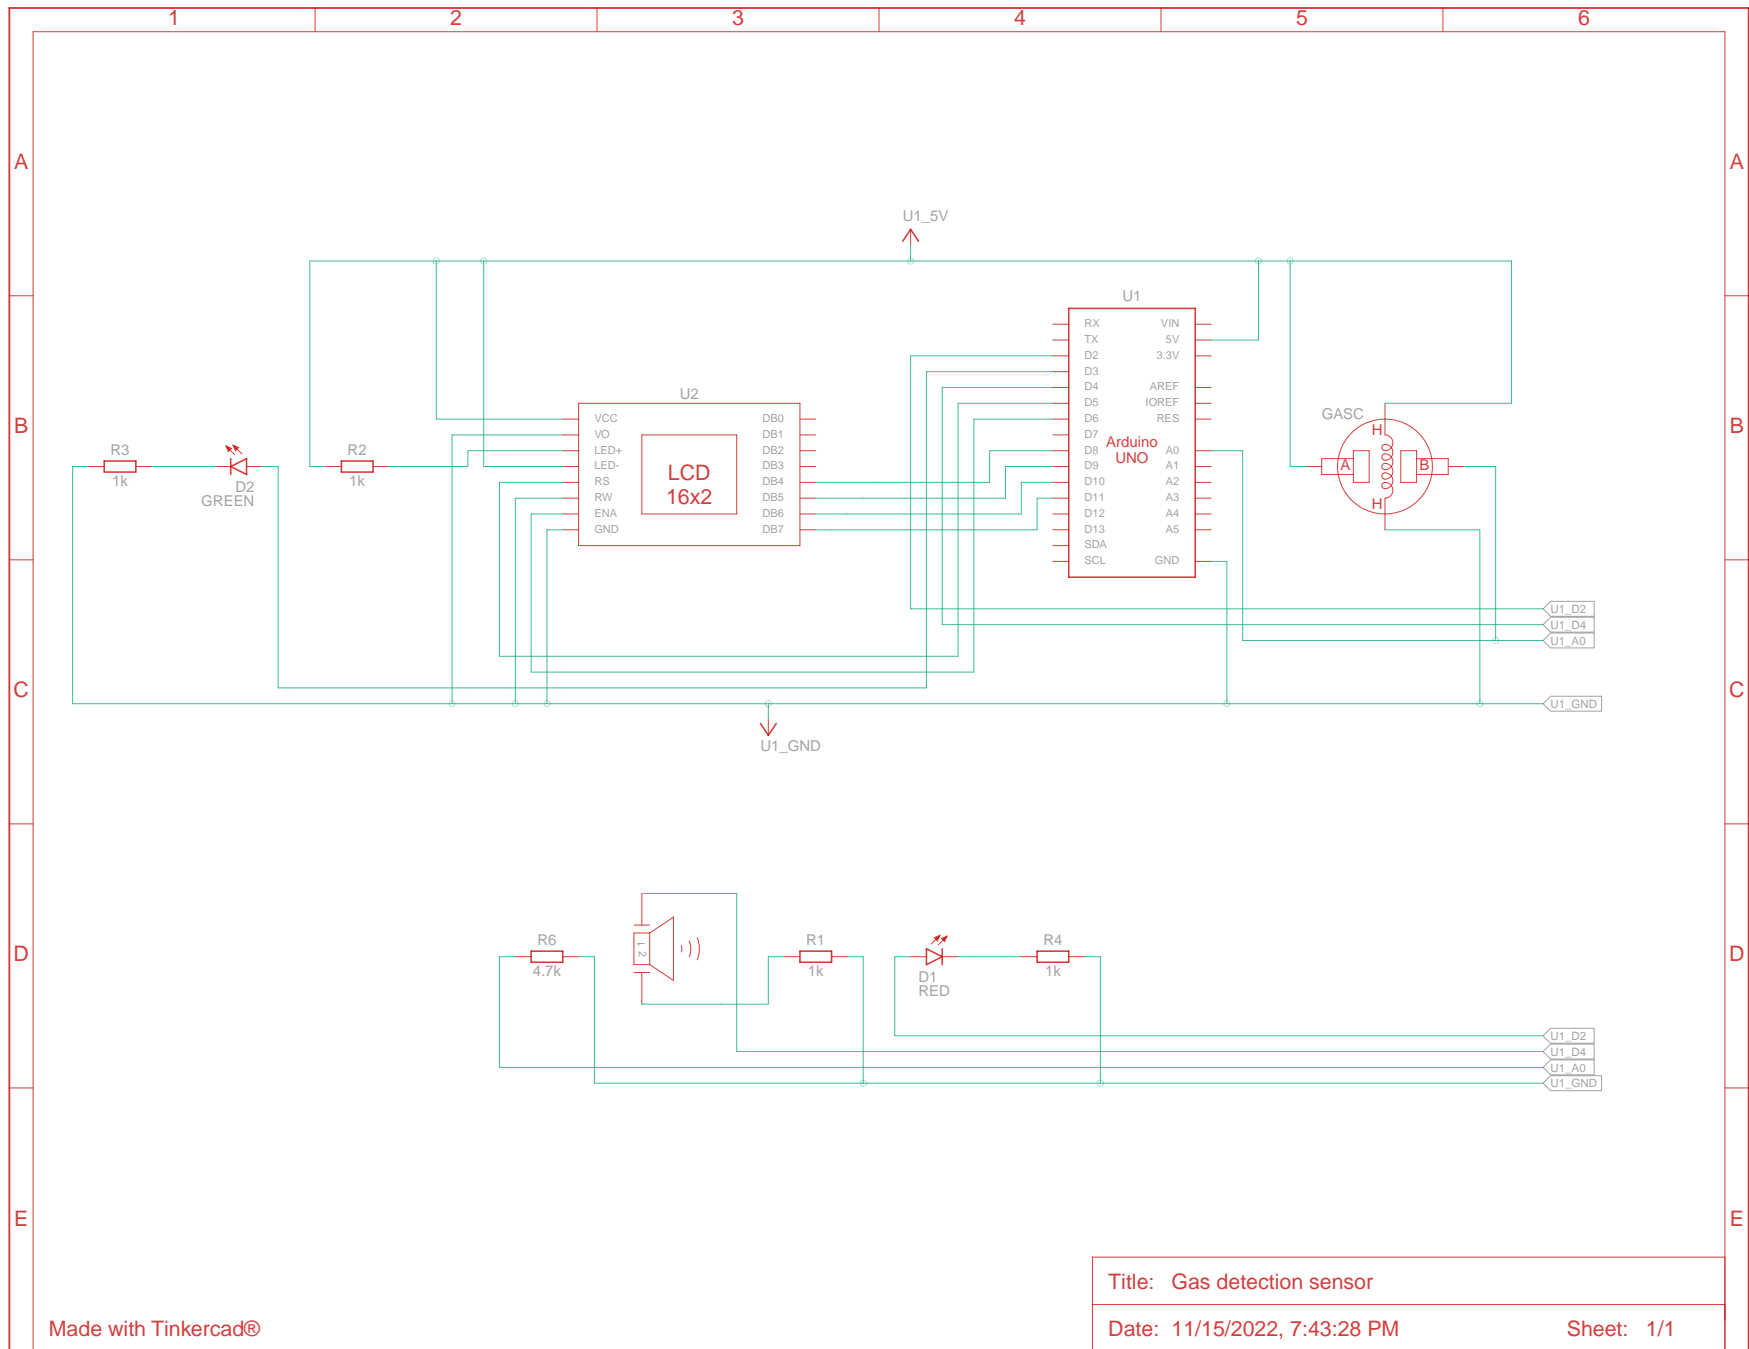 1 2 3 4 5 6
A A
U1_5V
U1
RX VIN
TX 5V
D2 3.3V
D3
D4 AREF
D5 IOREF
D6 RES
D7
Arduino
UNO
D8 A0
D9 A1
D10 A2
D11 A3
D12 A4
D13 A5
SDA
SCL GND
U2
VCC DB0
VO DB1
LED+ DB2
LED- DB3
RS DB4
RW DB5
ENA DB6
GND DB7
LCD
16x2
B B
GASC
H
A B
H
R3
1k
D2
GREEN
R2
1k
U1_D2
U1_D4
U1_A0
C C
U1_GND
U1_GND
D D
R6
4.7k
1 2
R1
1k
D1
RED
R4
1k
U1_D2
U1_D4
U1_A0
U1_GND
E E
Title: Gas detection sensor
Made with Tinkercad®
Date: 11/15/2022, 7:43:28 PM Sheet: 1/1